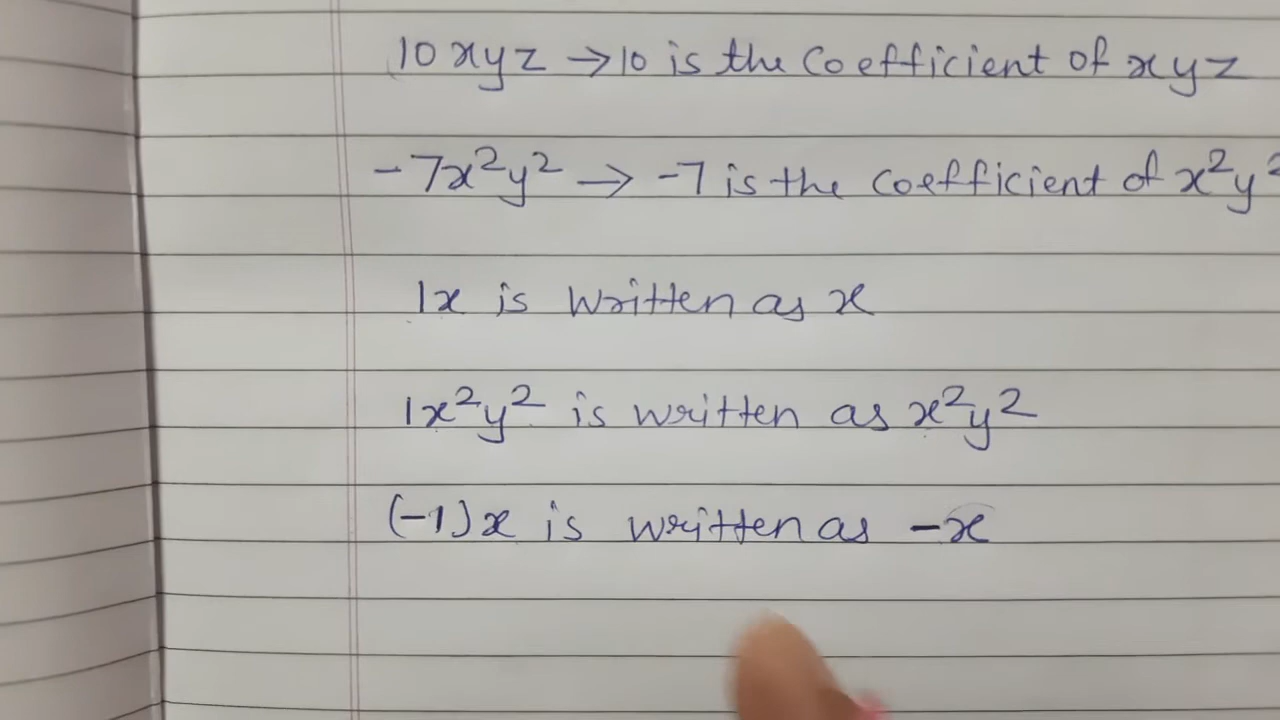 10xyz → 10 is the coefficient of xyz
-7x²y² → -7 is the coefficient of x²y²
1x is written as x
1x²y² is written as x²y²
(-1)x is written as -x